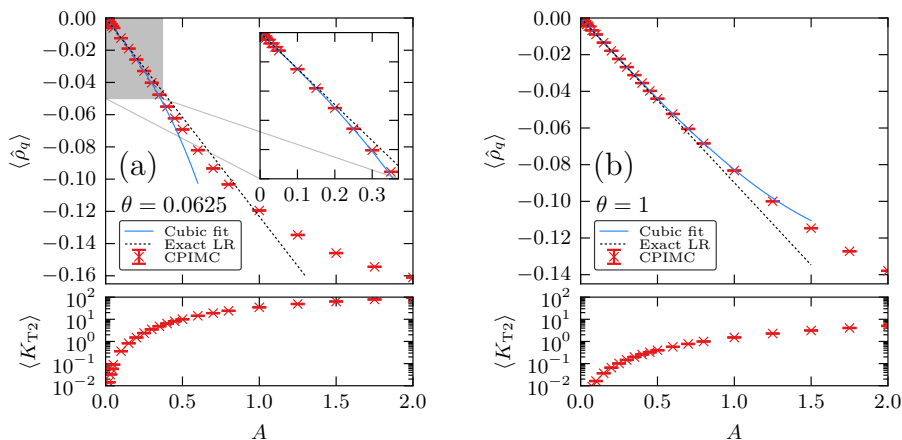 0.00
−0.02
−0.04
−0.06
−0.08
−0.10
−0.12
−0.14
−0.16
⟨ρ̂q⟩
(a)
θ = 0.0625
Cubic fit
Exact LR
CPIMC
0 0.1 0.2 0.3
10²
10¹
10⁰
10⁻¹
10⁻²
⟨K_T2⟩
0.0 0.5 1.0 1.5 2.0
A
0.00
−0.02
−0.04
−0.06
−0.08
−0.10
−0.12
−0.14
⟨ρ̂q⟩
(b)
θ = 1
Cubic fit
Exact LR
CPIMC
10²
10¹
10⁰
10⁻¹
10⁻²
⟨K_T2⟩
0.0 0.5 1.0 1.5 2.0
A